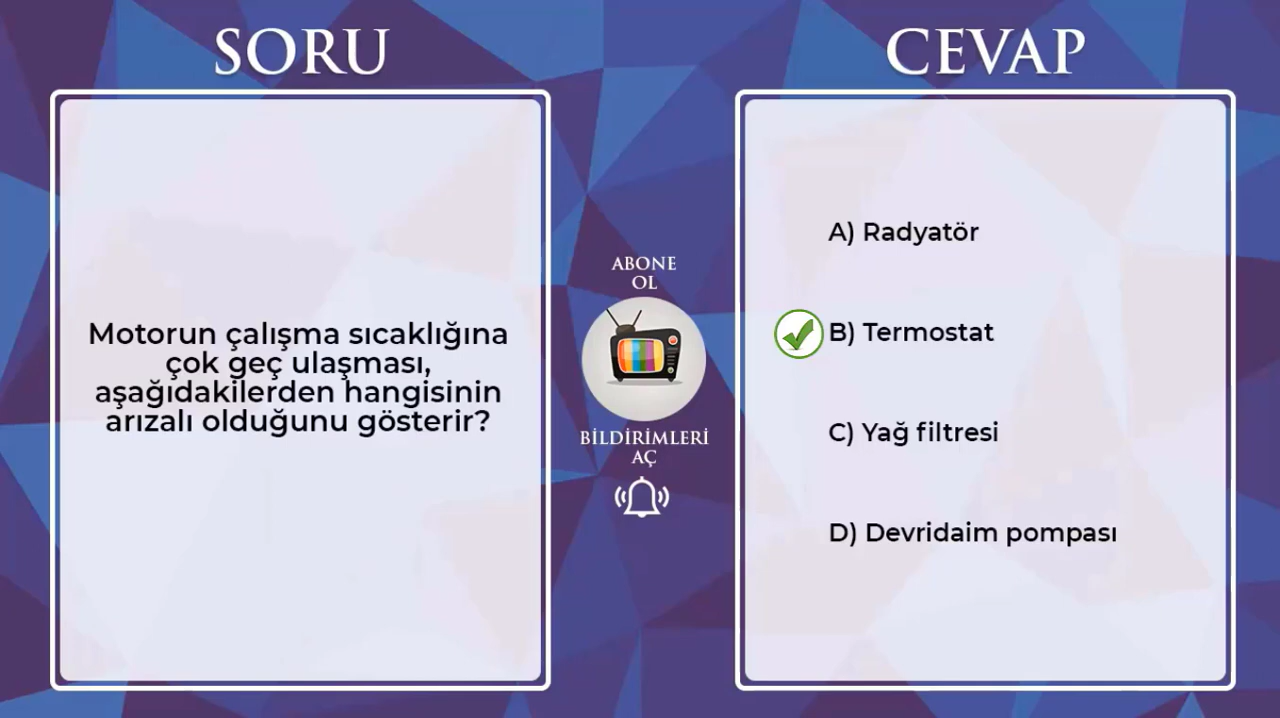 SORU
Motorun çalışma sıcaklığına
çok geç ulaşması,
aşağıdakilerden hangisinin
arızalı olduğunu gösterir?
ABONE
OL
BİLDİRİMLERİ
AÇ
CEVAP
A) Radyatör
B) Termostat
C) Yağ filtresi
D) Devridaim pompası